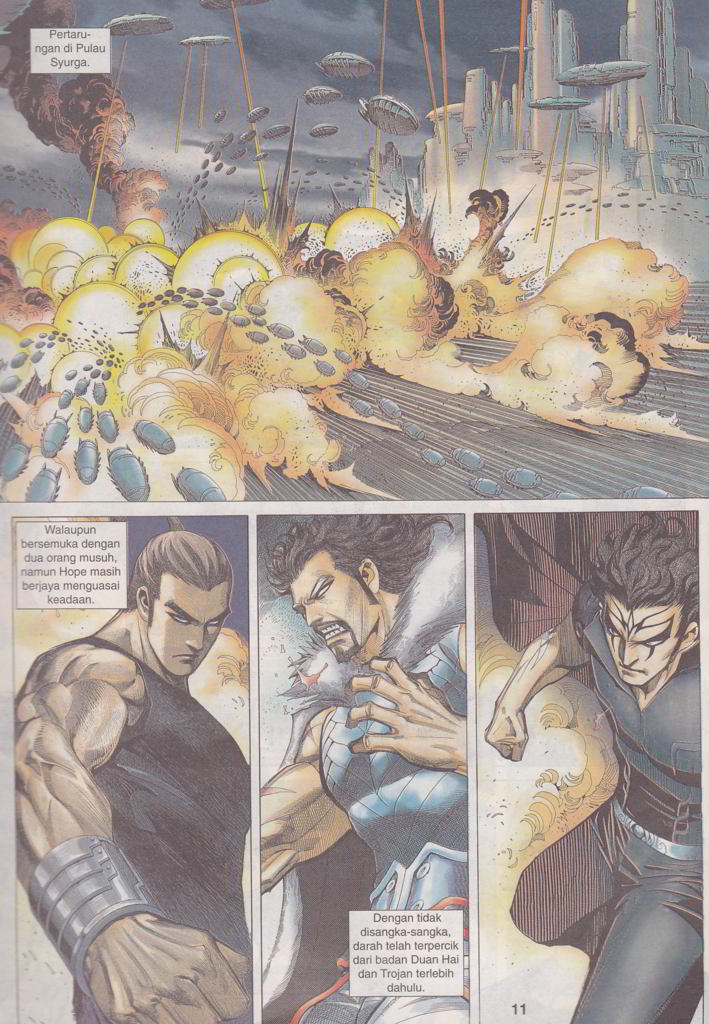 Pertaru-
ngan di Pulau
Syurga.
Walaupun
bersemuka dengan
dua orang musuh,
namun Hope masih
berjaya menguasai
keadaan.
Dengan tidak
disangka-sangka,
darah telah terpercik
dari badan Duan Hai
dan Trojan terlebih
dahulu.
11